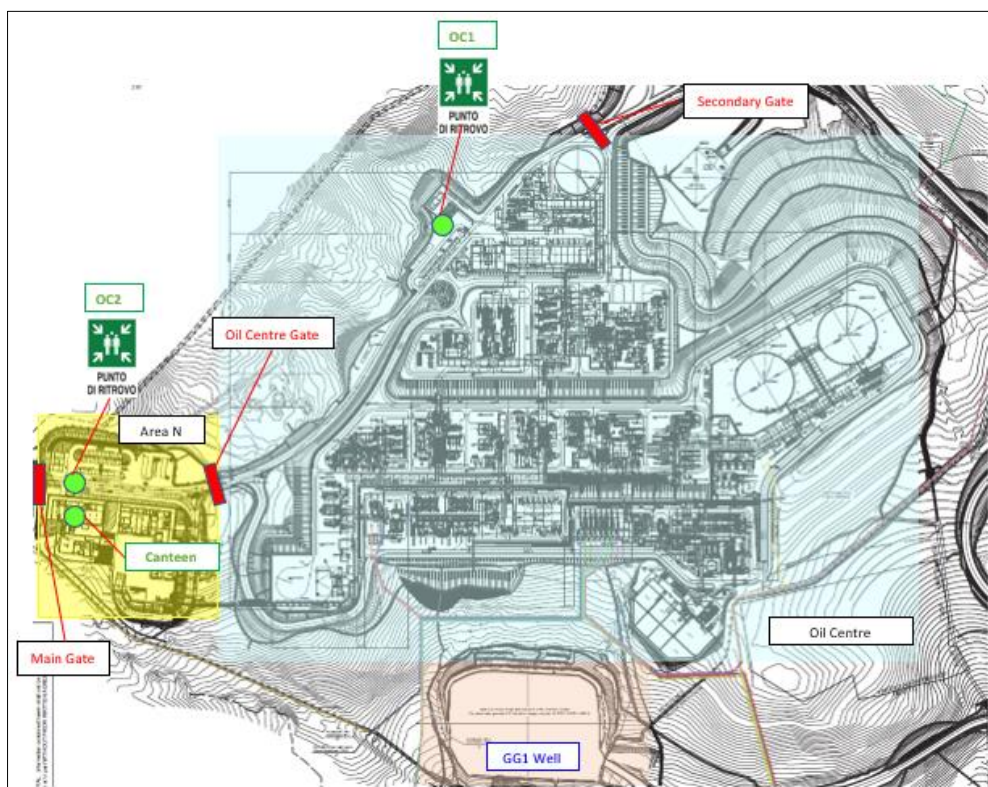 OC1
PUNTO
DI RITROVO
Secondary Gate
OC2
PUNTO
DI RITROVO
Oil Centre Gate
Area N
Canteen
Main Gate
Oil Centre
GG1 Well